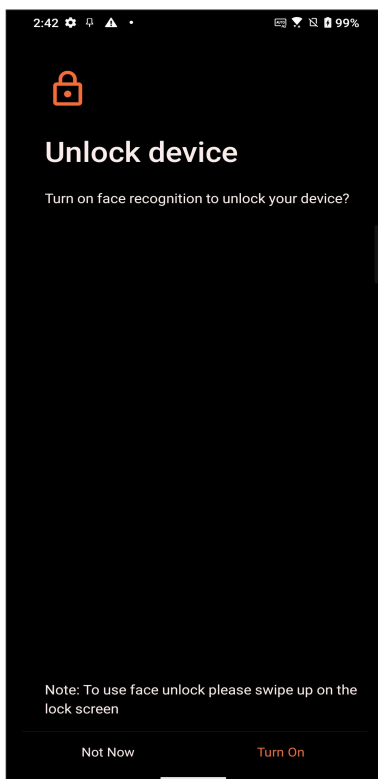 2:42 99%
Unlock device
Turn on face recognition to unlock your device?
Note: To use face unlock please swipe up on the
lock screen
Not Now Turn On